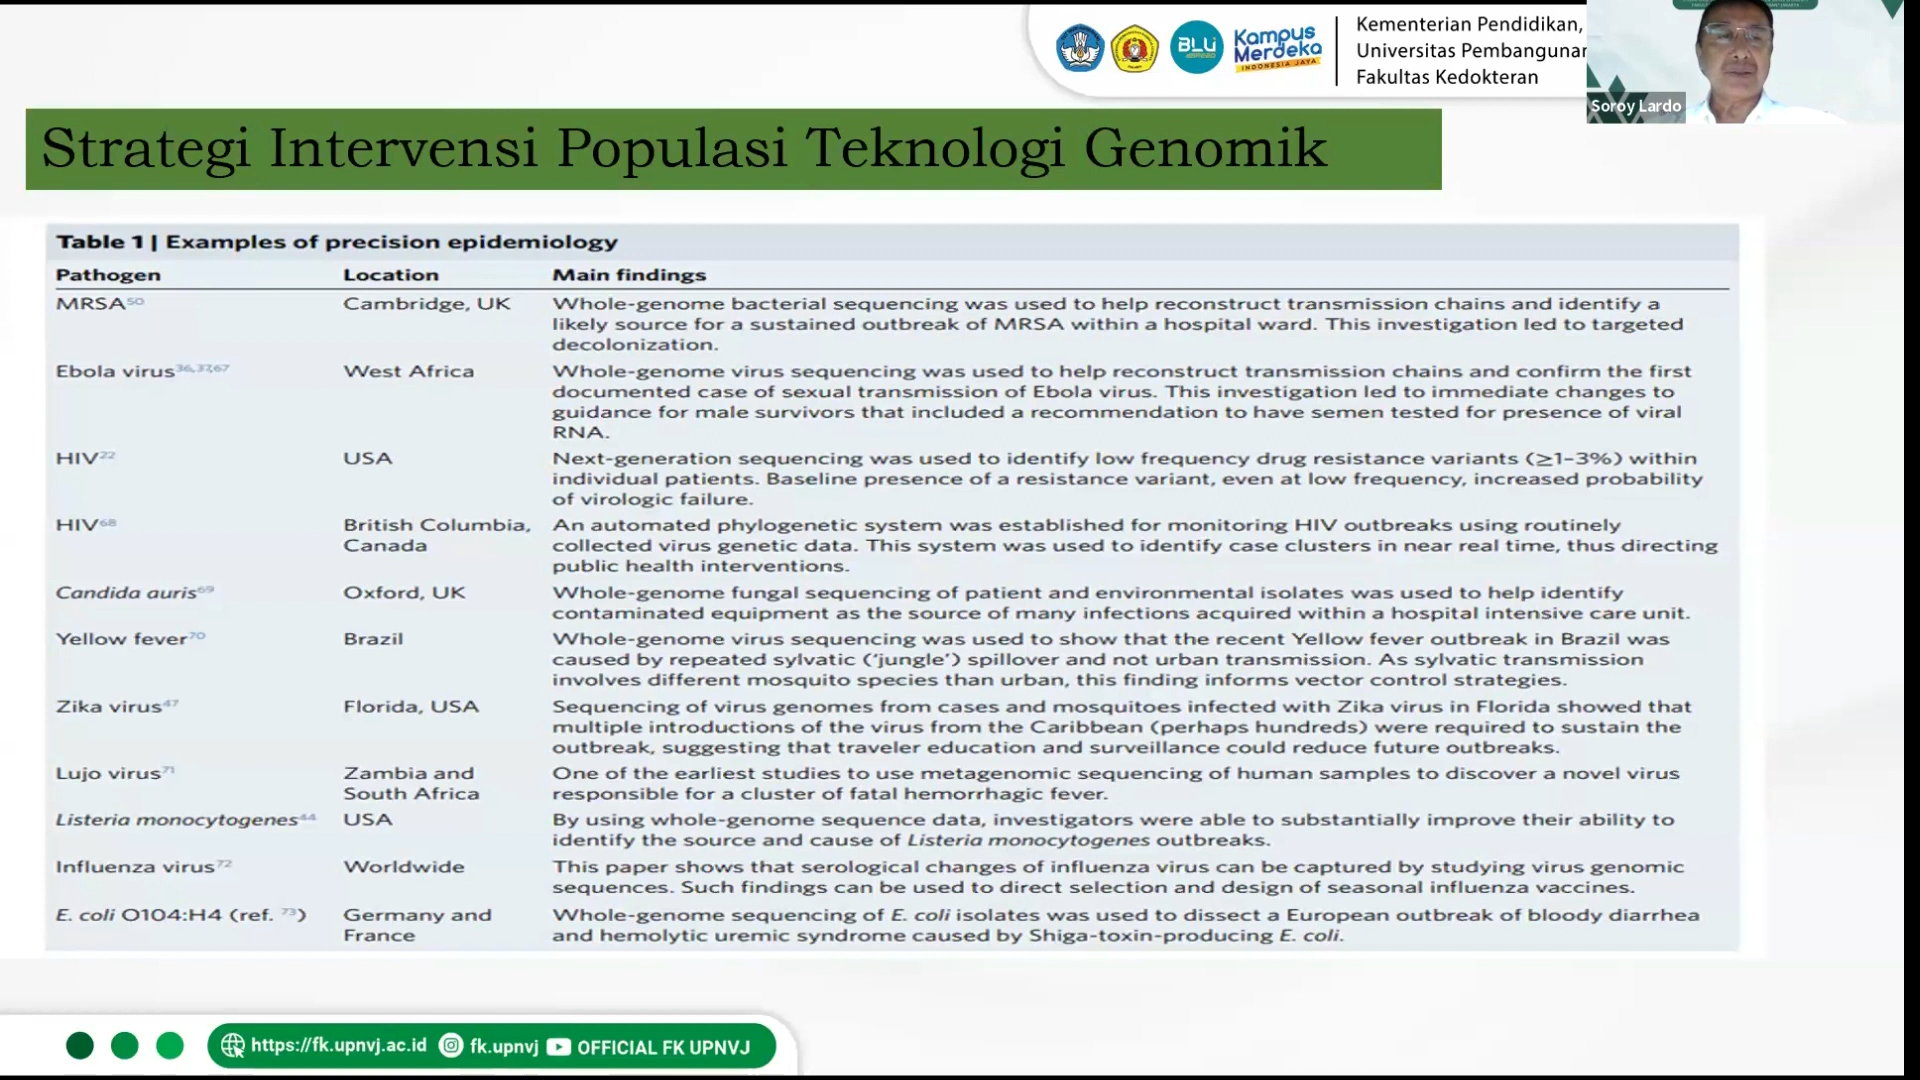 Kampus
Merdeka
INDONESIA JAYA
BLU
Kementerian Pendidikan,
Universitas Pembangunan
Fakultas Kedokteran
Soroy Lardo
Strategi Intervensi Populasi Teknologi Genomik
Table 1 | Examples of precision epidemiology
Pathogen Location Main findings
MRSA50 Cambridge, UK Whole-genome bacterial sequencing was used to help reconstruct transmission chains and identify a
likely source for a sustained outbreak of MRSA within a hospital ward. This investigation led to targeted
decolonization.
Ebola virus36,37,67 West Africa Whole-genome virus sequencing was used to help reconstruct transmission chains and confirm the first
documented case of sexual transmission of Ebola virus. This investigation led to immediate changes to
guidance for male survivors that included a recommendation to have semen tested for presence of viral
RNA.
HIV22 USA Next-generation sequencing was used to identify low frequency drug resistance variants (≥1–3%) within
individual patients. Baseline presence of a resistance variant, even at low frequency, increased probability
of virologic failure.
HIV68 British Columbia, An automated phylogenetic system was established for monitoring HIV outbreaks using routinely
Canada collected virus genetic data. This system was used to identify case clusters in near real time, thus directing
public health interventions.
Candida auris69 Oxford, UK Whole-genome fungal sequencing of patient and environmental isolates was used to help identify
contaminated equipment as the source of many infections acquired within a hospital intensive care unit.
Yellow fever70 Brazil Whole-genome virus sequencing was used to show that the recent Yellow fever outbreak in Brazil was
caused by repeated sylvatic (‘jungle’) spillover and not urban transmission. As sylvatic transmission
involves different mosquito species than urban, this finding informs vector control strategies.
Zika virus47 Florida, USA Sequencing of virus genomes from cases and mosquitoes infected with Zika virus in Florida showed that
multiple introductions of the virus from the Caribbean (perhaps hundreds) were required to sustain the
outbreak, suggesting that traveler education and surveillance could reduce future outbreaks.
Lujo virus71 Zambia and One of the earliest studies to use metagenomic sequencing of human samples to discover a novel virus
South Africa responsible for a cluster of fatal hemorrhagic fever.
Listeria monocytogenes44 USA By using whole-genome sequence data, investigators were able to substantially improve their ability to
identify the source and cause of Listeria monocytogenes outbreaks.
Influenza virus72 Worldwide This paper shows that serological changes of influenza virus can be captured by studying virus genomic
sequences. Such findings can be used to direct selection and design of seasonal influenza vaccines.
E. coli O104:H4 (ref. 73) Germany and Whole-genome sequencing of E. coli isolates was used to dissect a European outbreak of bloody diarrhea
France and hemolytic uremic syndrome caused by Shiga-toxin-producing E. coli.
https://fk.upnvj.ac.id fk.upnvj OFFICIAL FK UPNVJ